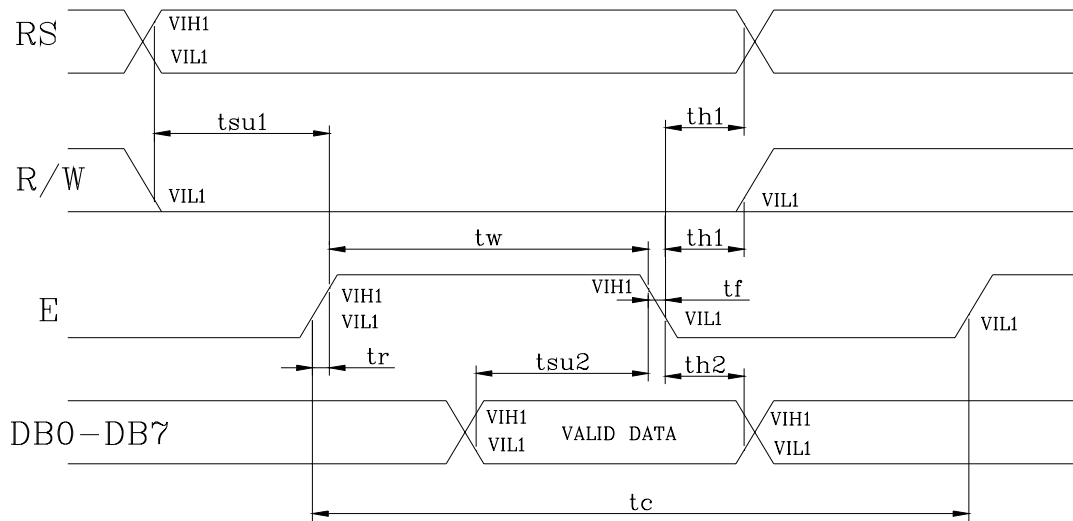 RS
VIH1
VIL1
tsu1
th1
R/W
VIL1
VIL1
tw
th1
E
VIH1
VIL1
VIH1
tf
VIL1
VIL1
tr
tsu2
th2
DB0-DB7
VIH1
VIL1
VALID DATA
VIH1
VIL1
tc